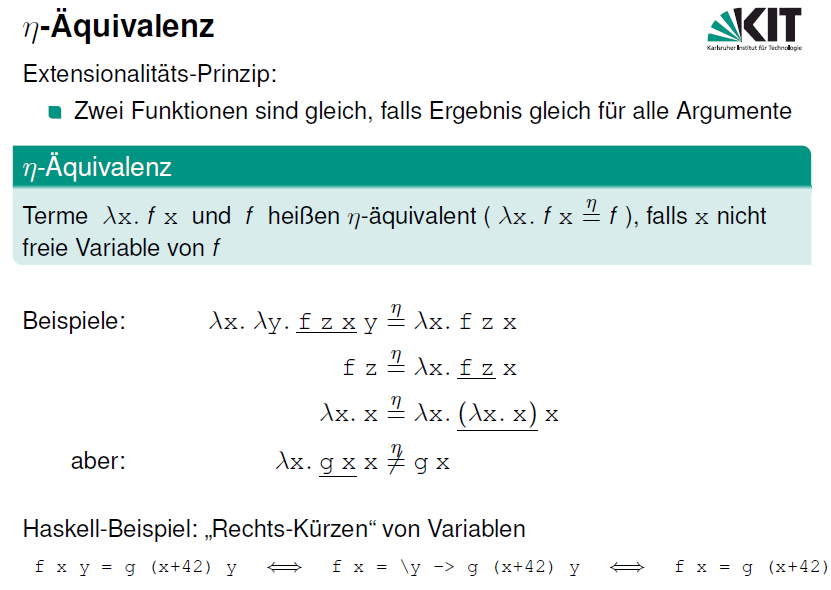 η-Äquivalenz
KIT
Karlsruher Institut für Technologie
Extensionalitäts-Prinzip:
Zwei Funktionen sind gleich, falls Ergebnis gleich für alle Argumente
η-Äquivalenz
Terme λx. f x und f heißen η-äquivalent ( λx. f x =^η f ), falls x nicht
freie Variable von f
Beispiele: λx. λy. f z x y =^η λx. f z x
f z =^η λx. f z x
λx. x =^η λx. (λx. x) x
aber: λx. g x x ≠^η g x
Haskell-Beispiel: „Rechts-Kürzen“ von Variablen
f x y = g (x+42) y ⟺ f x = \y -> g (x+42) y ⟺ f x = g (x+42)